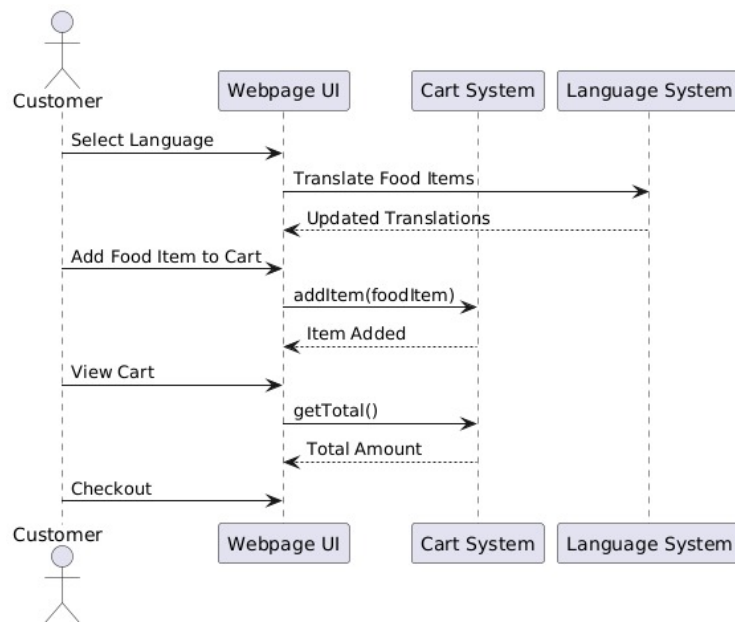 Customer
Webpage UI
Cart System
Language System
Select Language
Translate Food Items
Updated Translations
Add Food Item to Cart
addItem(foodItem)
Item Added
View Cart
getTotal()
Total Amount
Checkout
Customer
Webpage UI
Cart System
Language System